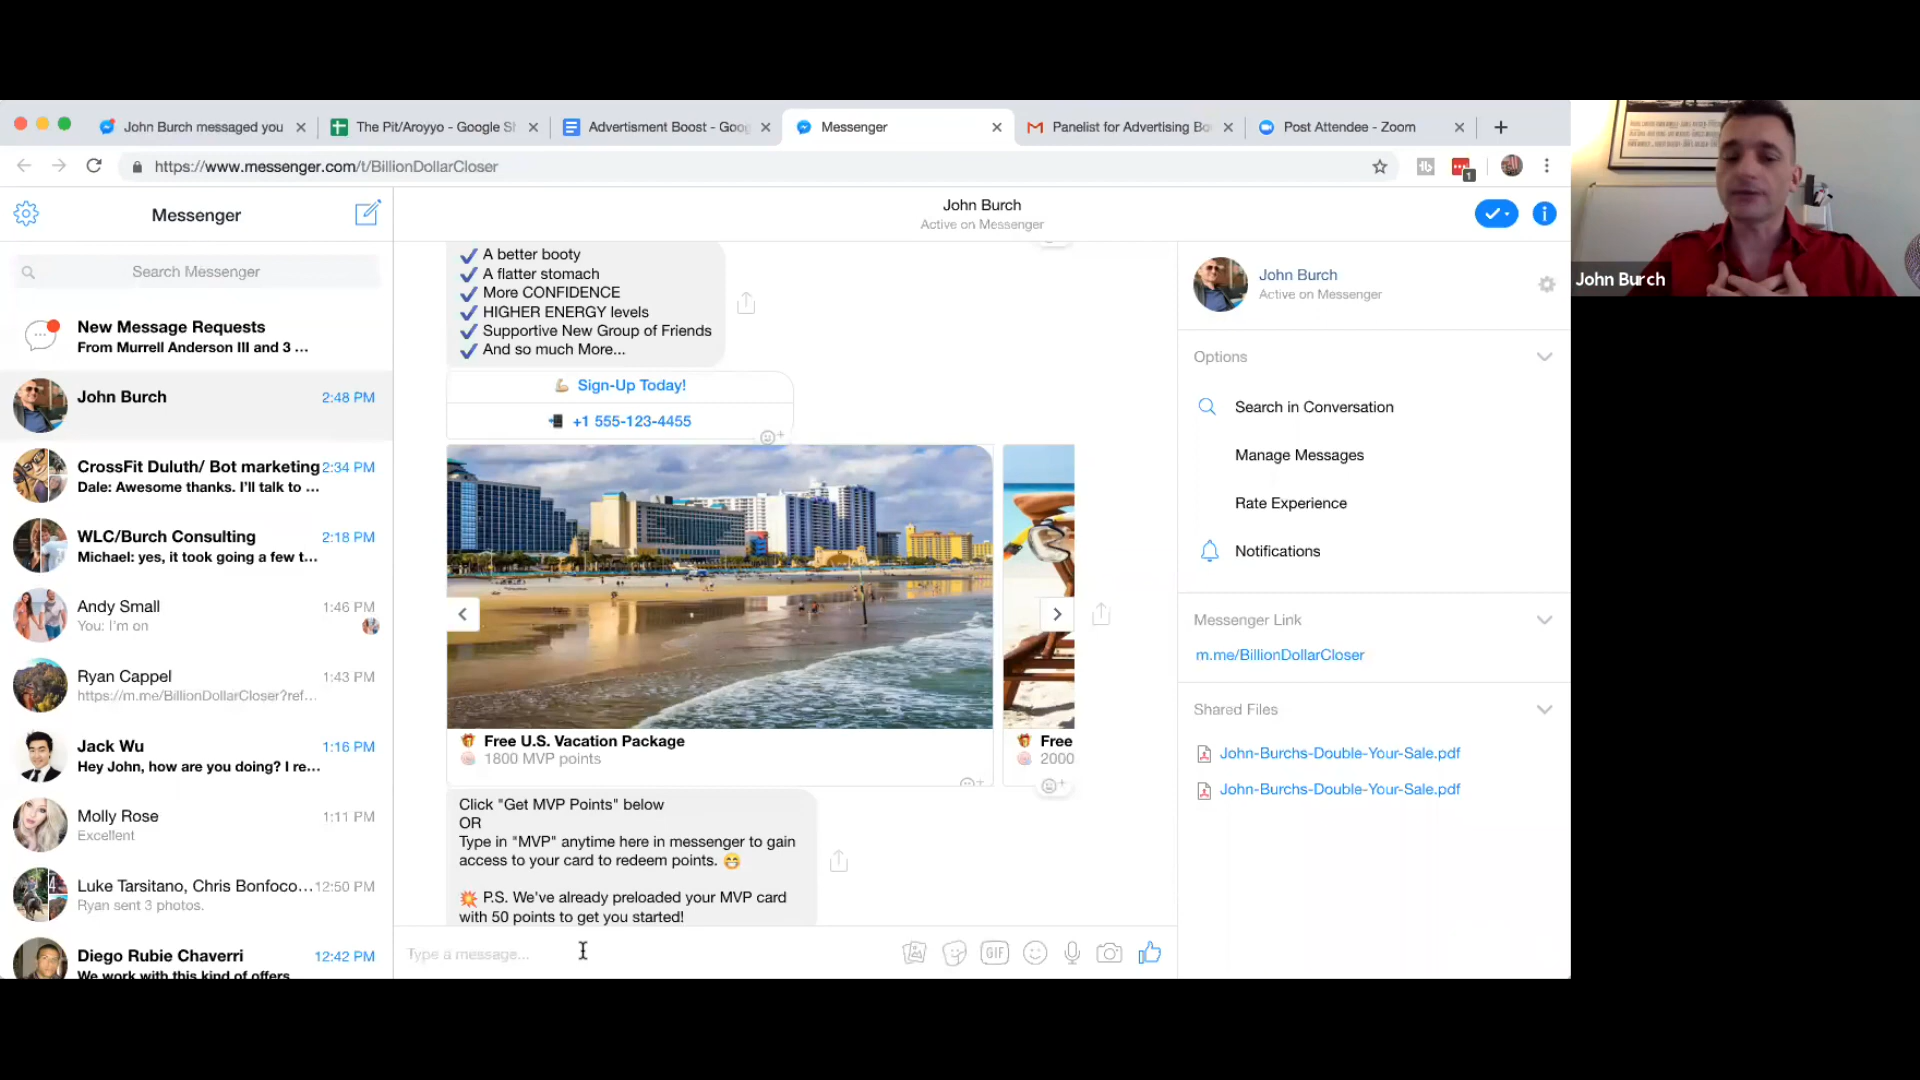 John Burch messaged you
The Pit/Aroyyo - Google Sh
Advertisment Boost - Goog
Messenger
Panelist for Advertising Bo
Post Attendee - Zoom
https://www.messenger.com/t/BillionDollarCloser
1
Messenger
John Burch
Active on Messenger
Search Messenger
New Message Requests
From Murrell Anderson III and 3 ...
John Burch
2:48 PM
CrossFit Duluth/ Bot marketing
2:34 PM
Dale: Awesome thanks. I'll talk to ...
WLC/Burch Consulting
2:18 PM
Michael: yes, it took going a few t...
Andy Small
1:46 PM
You: I'm on
Ryan Cappel
1:43 PM
https://m.me/BillionDollarCloser?ref...
Jack Wu
1:16 PM
Hey John, how are you doing? I re...
Molly Rose
1:11 PM
Excellent
Luke Tarsitano, Chris Bonfoco...
12:50 PM
Ryan sent 3 photos.
Diego Rubie Chaverri
12:42 PM
We work with this kind of offers
A better booty
A flatter stomach
More CONFIDENCE
HIGHER ENERGY levels
Supportive New Group of Friends
And so much More...
Sign-Up Today!
+1 555-123-4455
Free U.S. Vacation Package
1800 MVP points
Free
2000
Click "Get MVP Points" below
OR
Type in "MVP" anytime here in messenger to gain
access to your card to redeem points.
P.S. We've already preloaded your MVP card
with 50 points to get you started!
Type a message...
GIF
John Burch
Active on Messenger
Options
Search in Conversation
Manage Messages
Rate Experience
Notifications
Messenger Link
m.me/BillionDollarCloser
Shared Files
John-Burchs-Double-Your-Sale.pdf
John-Burchs-Double-Your-Sale.pdf
John Burch